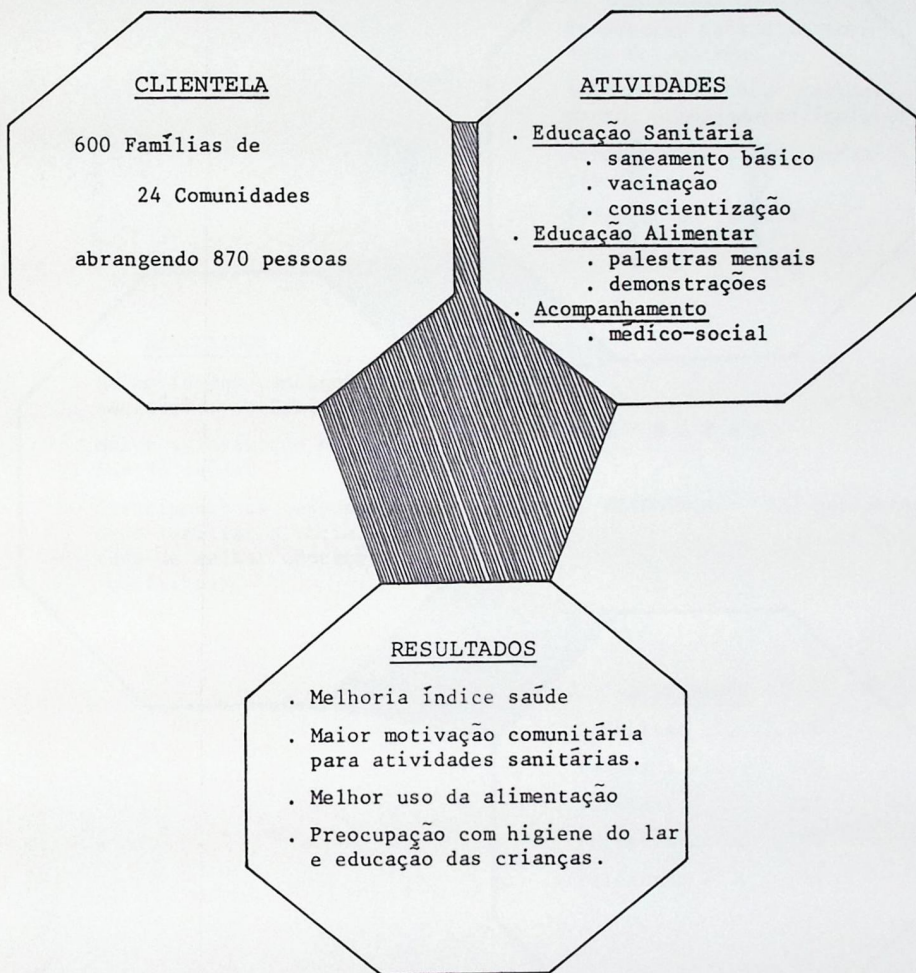 CLIENTELA
600 Famílias de
24 Comunidades
abrangendo 870 pessoas
ATIVIDADES
. Educação Sanitária
. saneamento básico
. vacinação
. conscientização
. Educação Alimentar
. palestras mensais
. demonstrações
. Acompanhamento
. médico-social
RESULTADOS
. Melhoria índice saúde
. Maior motivação comunitária
para atividades sanitárias.
. Melhor uso da alimentação
. Preocupação com higiene do lar
e educação das crianças.